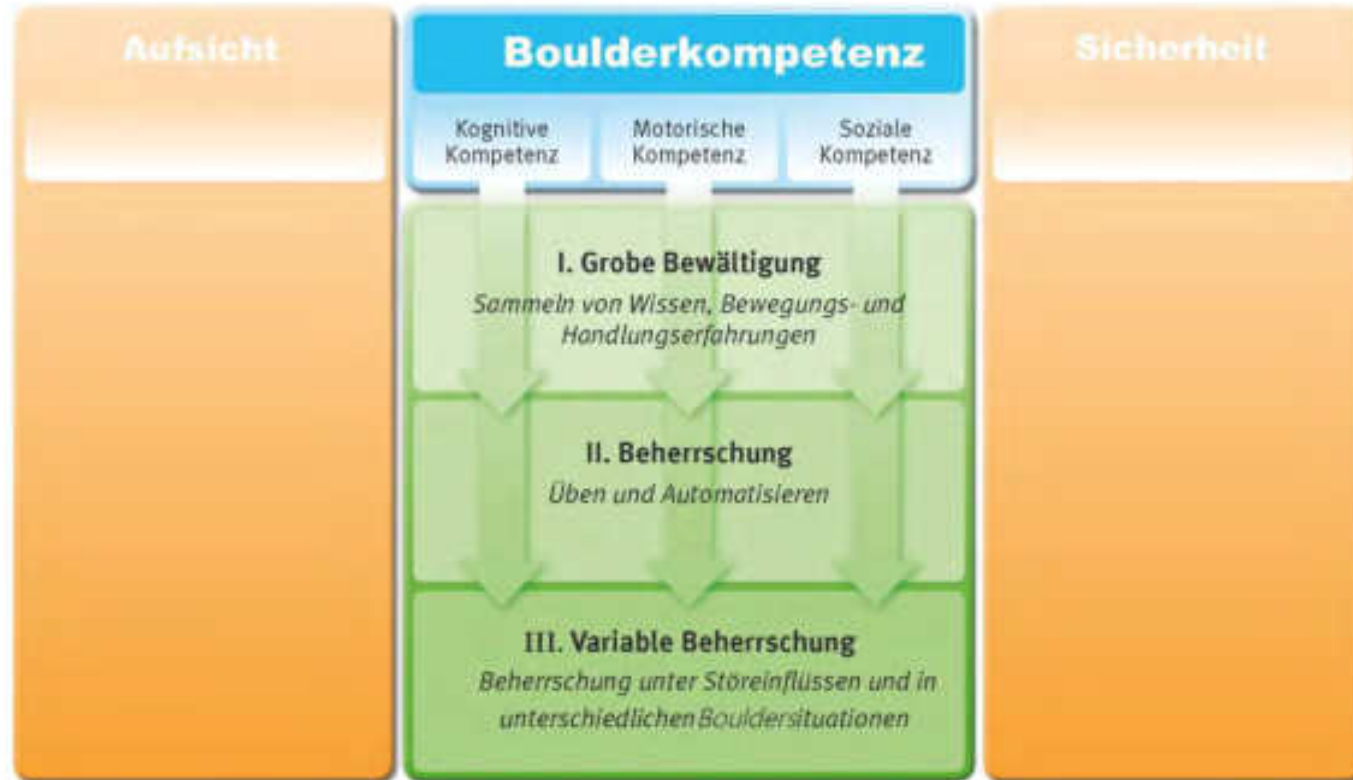 Aufsicht
Boulderkompetenz
Sicherheit
Kognitive
Kompetenz
Motorische
Kompetenz
Soziale
Kompetenz
I. Grobe Bewältigung
Sammeln von Wissen, Bewegungs- und
Handlungserfahrungen
II. Beherrschung
Üben und Automatisieren
III. Variable Beherrschung
Beherrschung unter Störeinflüssen und in
unterschiedlichen Bouldersituationen